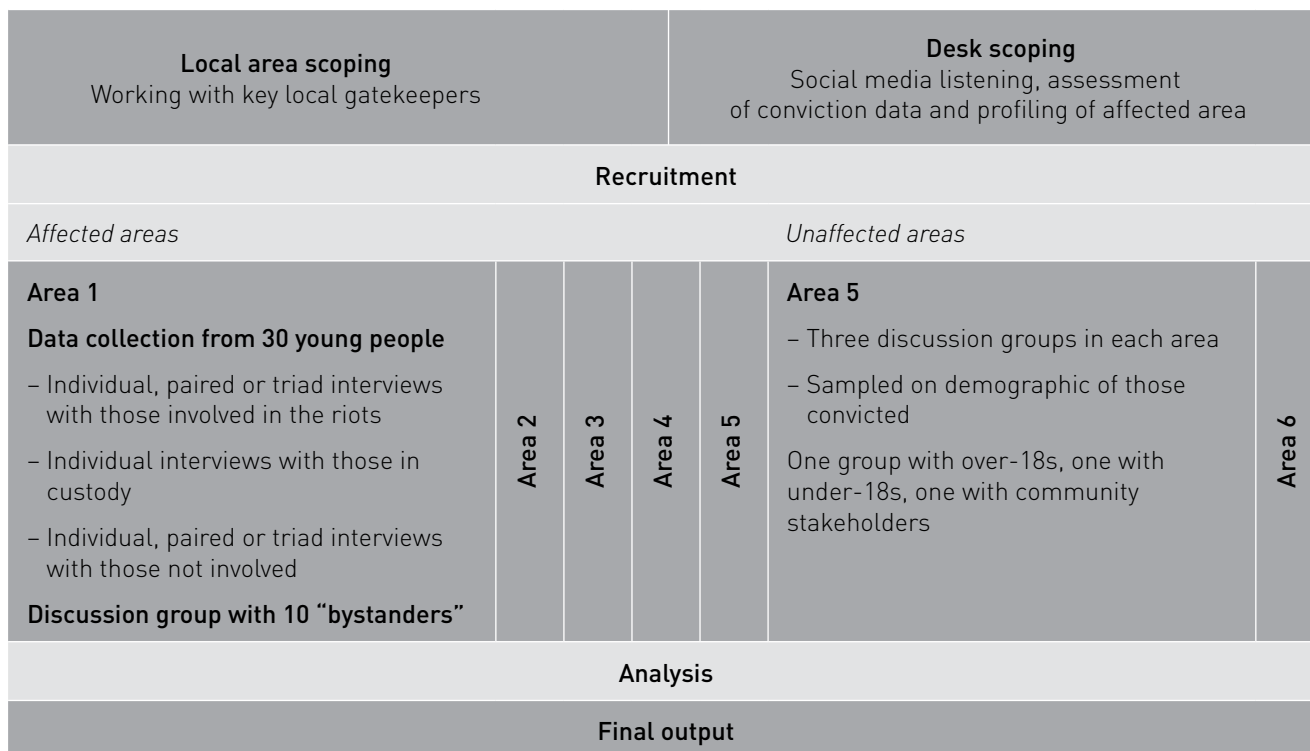 Local area scoping
Working with key local gatekeepers
Desk scoping
Social media listening, assessment
of conviction data and profiling of affected area
Recruitment
Affected areas
Unaffected areas
Area 1
Data collection from 30 young people
– Individual, paired or triad interviews
with those involved in the riots
– Individual interviews with those in
custody
– Individual, paired or triad interviews
with those not involved
Discussion group with 10 “bystanders”
Area 2
Area 3
Area 4
Area 5
Area 5
– Three discussion groups in each area
– Sampled on demographic of those
convicted
One group with over-18s, one with
under-18s, one with community
stakeholders
Area 6
Analysis
Final output